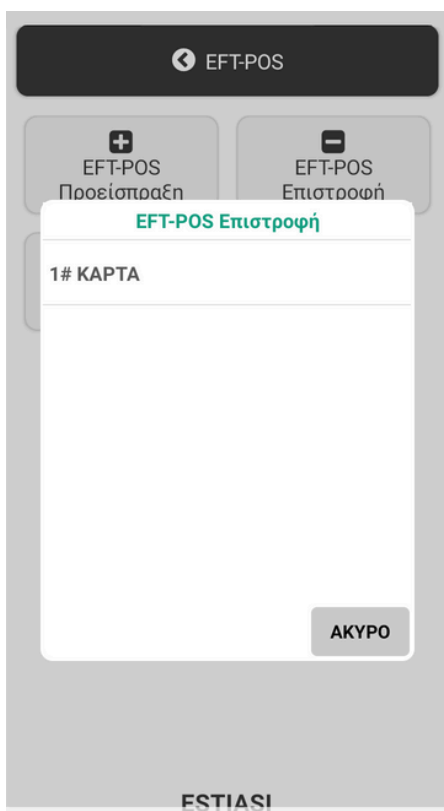 EFT-POS
EFT-POS
Προείσπραξη
EFT-POS
Επιστροφή
EFT-POS Επιστροφή
1# ΚΑΡΤΑ
ΑΚΥΡΟ
ESTIASI